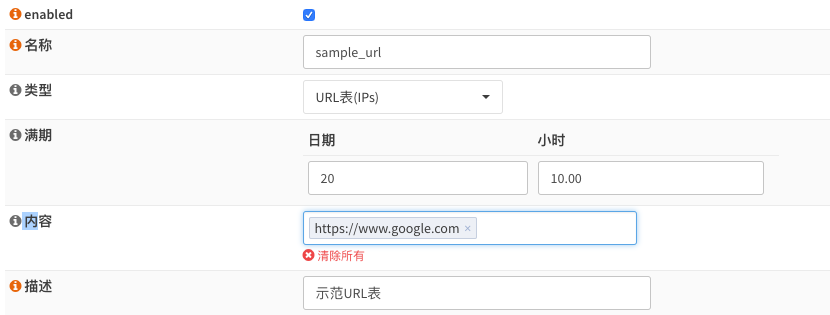 enabled
名称
sample_url
类型
URL表(IPs)
满期
日期 小时
20 10.00
内容
https://www.google.com ×
清除所有
描述
示范URL表